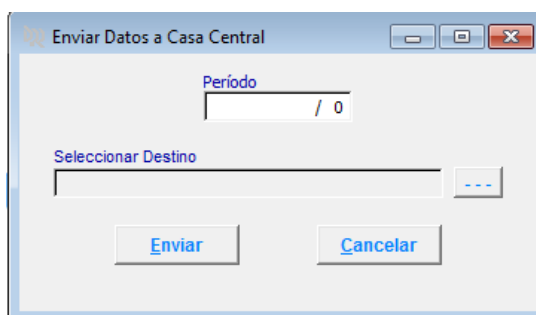 Enviar Datos a Casa Central
Período
/ 0
Seleccionar Destino
---
Enviar Cancelar